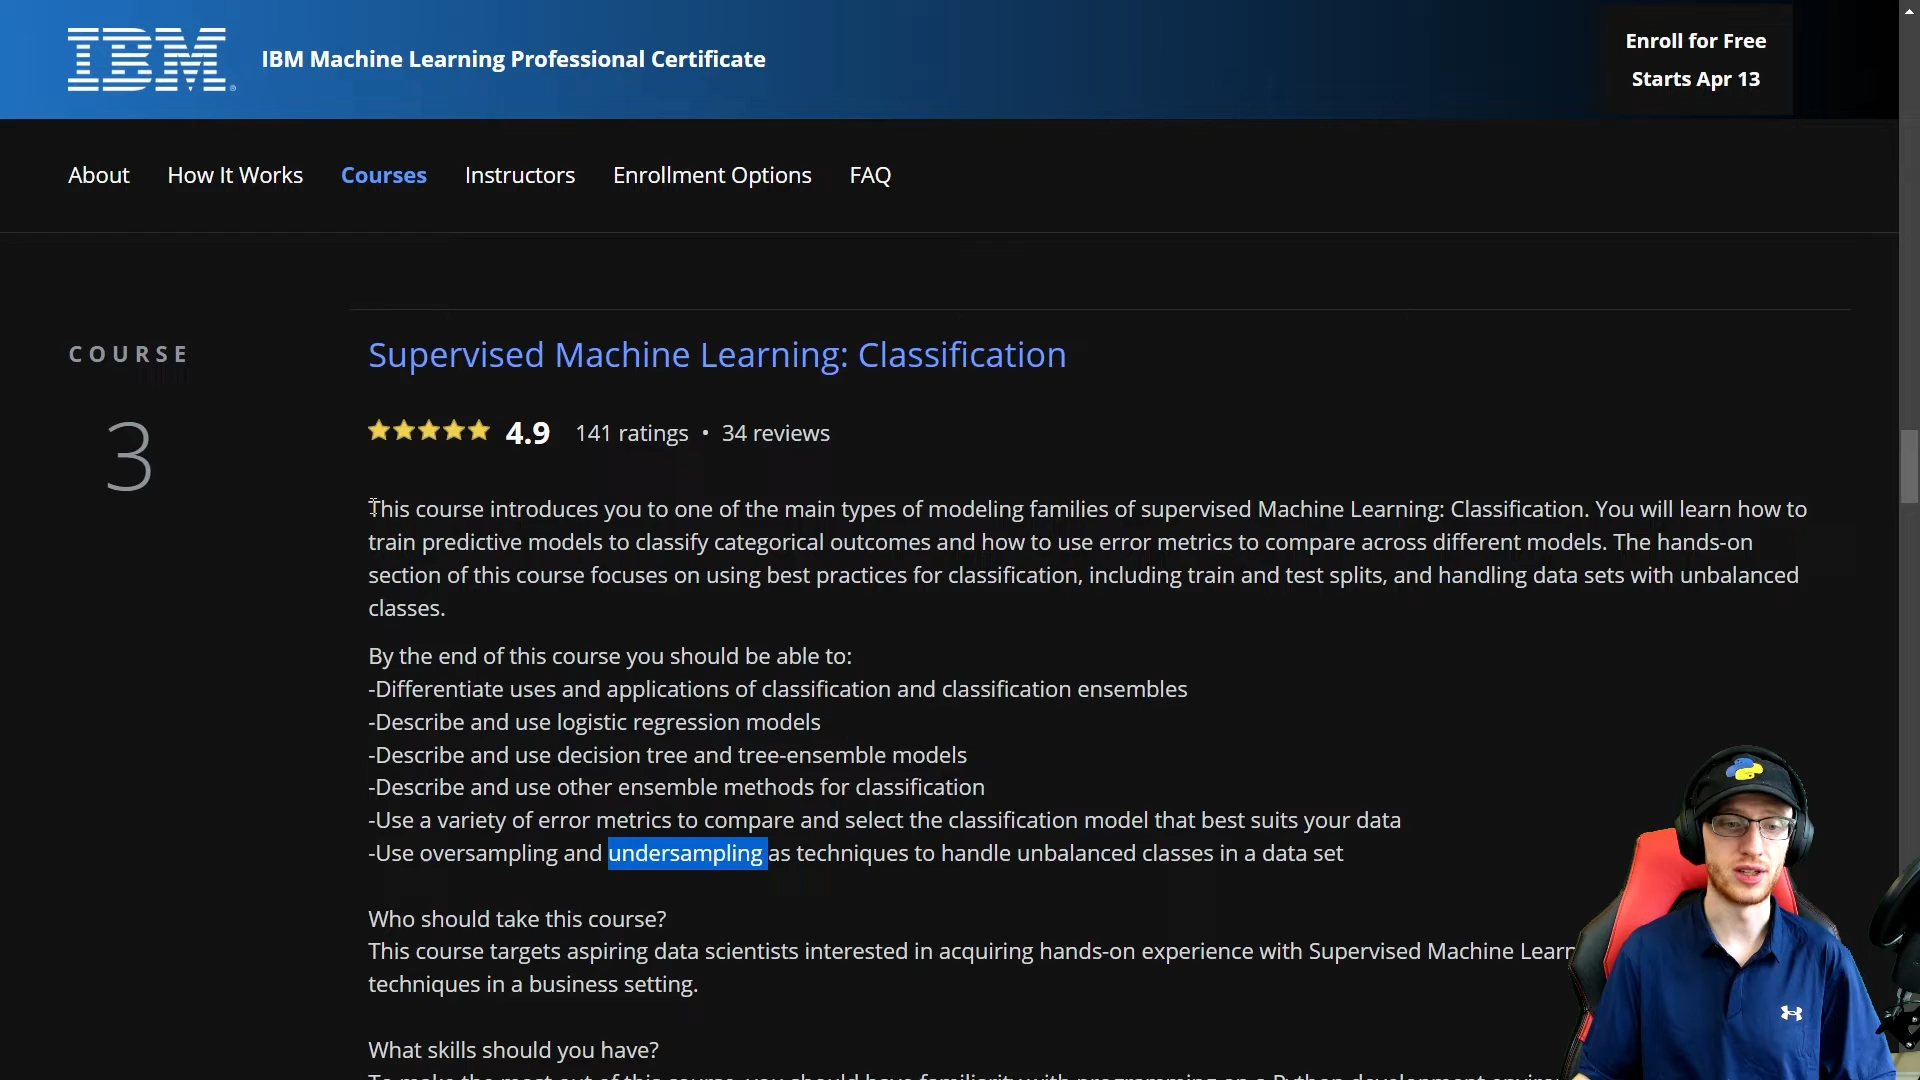 IBM
IBM Machine Learning Professional Certificate
Enroll for Free
Starts Apr 13
About How It Works Courses Instructors Enrollment Options FAQ
COURSE
3
Supervised Machine Learning: Classification
4.9 141 ratings • 34 reviews
This course introduces you to one of the main types of modeling families of supervised Machine Learning: Classification. You will learn how to
train predictive models to classify categorical outcomes and how to use error metrics to compare across different models. The hands-on
section of this course focuses on using best practices for classification, including train and test splits, and handling data sets with unbalanced
classes.
By the end of this course you should be able to:
-Differentiate uses and applications of classification and classification ensembles
-Describe and use logistic regression models
-Describe and use decision tree and tree-ensemble models
-Describe and use other ensemble methods for classification
-Use a variety of error metrics to compare and select the classification model that best suits your data
-Use oversampling and undersampling as techniques to handle unbalanced classes in a data set
Who should take this course?
This course targets aspiring data scientists interested in acquiring hands-on experience with Supervised Machine Learn
techniques in a business setting.
What skills should you have?